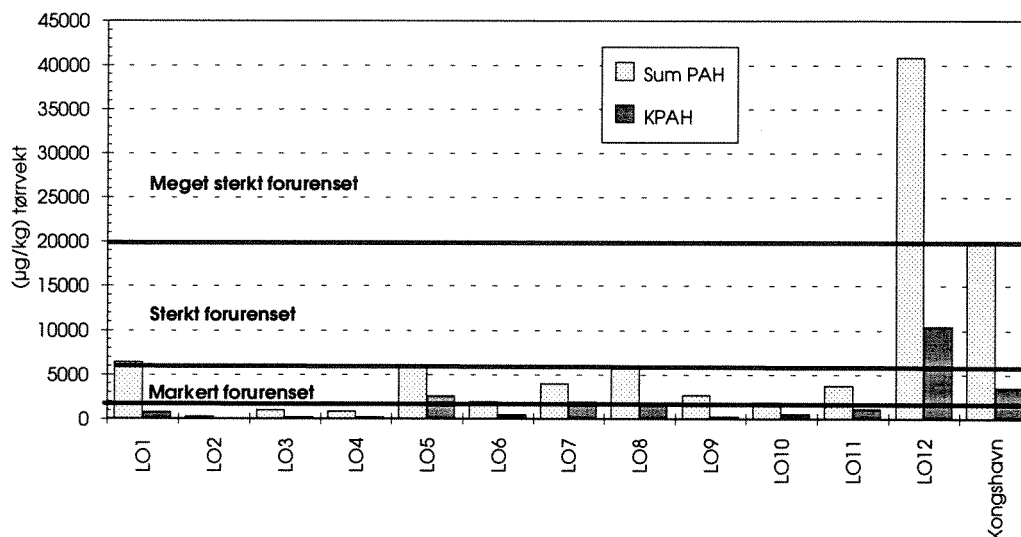 45000
40000
35000
30000
25000
20000
15000
10000
5000
0
(µg/kg) tørrvekt
Sum PAH
KPAH
Meget sterkt forurenset
Sterkt forurenset
Markert forurenset
LO1
LO2
LO3
LO4
LO5
LO6
LO7
LO8
LO9
LO10
LO11
LO12
Kongshavn